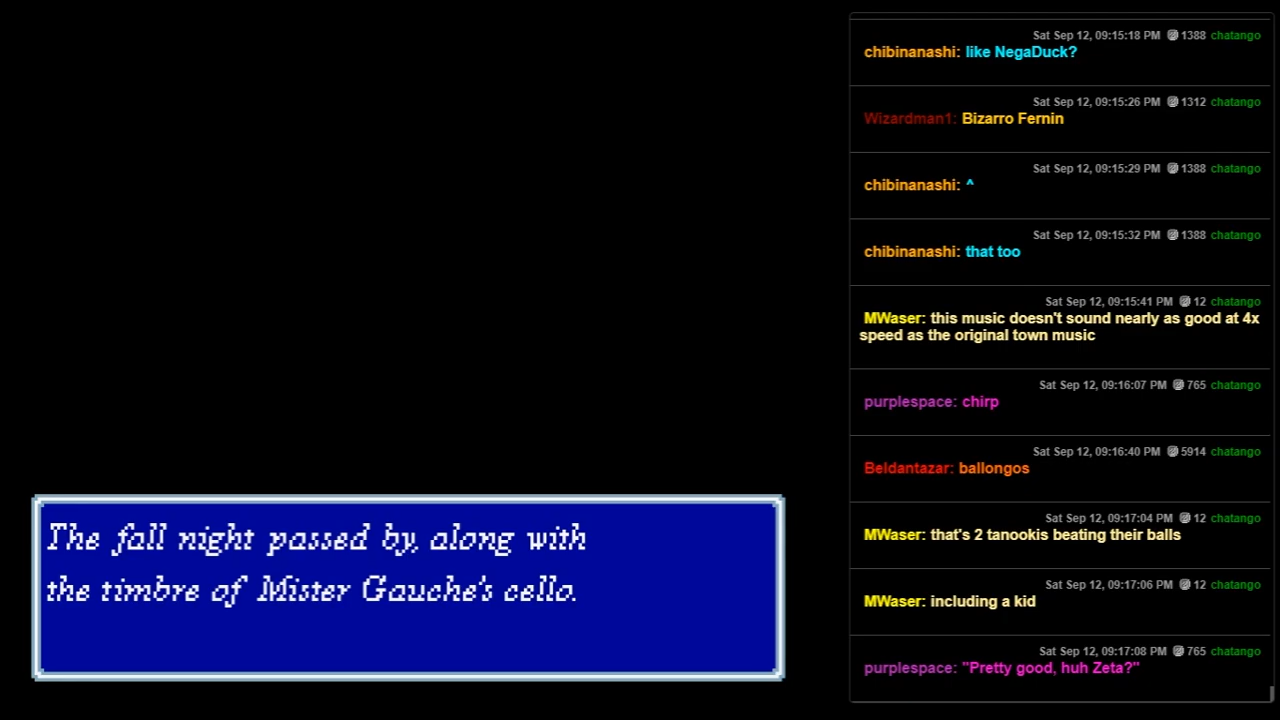 Sat Sep 12, 09:15:18 PM 1388 chatango
chibinanashi: like NegaDuck?
Sat Sep 12, 09:15:26 PM 1312 chatango
Wizardman1: Bizarro Fernin
Sat Sep 12, 09:15:29 PM 1388 chatango
chibinanashi: ^
Sat Sep 12, 09:15:32 PM 1388 chatango
chibinanashi: that too
Sat Sep 12, 09:15:41 PM 12 chatango
MWaser: this music doesn't sound nearly as good at 4x
speed as the original town music
Sat Sep 12, 09:16:07 PM 765 chatango
purplespace: chirp
Sat Sep 12, 09:16:40 PM 5914 chatango
Beldantazar: ballongos
Sat Sep 12, 09:17:04 PM 12 chatango
MWaser: that's 2 tanookis beating their balls
Sat Sep 12, 09:17:06 PM 12 chatango
MWaser: including a kid
Sat Sep 12, 09:17:08 PM 765 chatango
purplespace: "Pretty good, huh Zeta?"
The fall night passed by, along with
the timbre of Mister Gauche's cello.